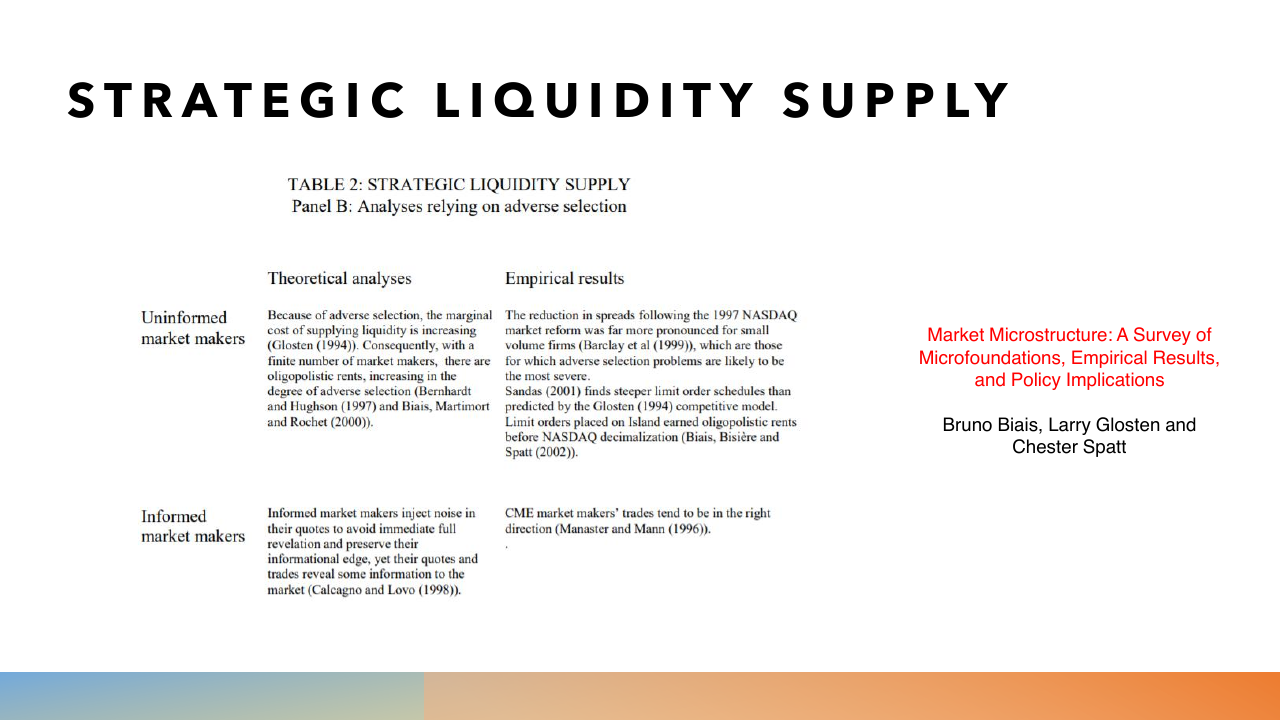 STRATEGIC LIQUIDITY SUPPLY
TABLE 2: STRATEGIC LIQUIDITY SUPPLY
Panel B: Analyses relying on adverse selection
Theoretical analyses
Empirical results
Uninformed
market makers
Because of adverse selection, the marginal
cost of supplying liquidity is increasing
(Glosten (1994)). Consequently, with a
finite number of market makers, there are
oligopolistic rents, increasing in the
degree of adverse selection (Bernhardt
and Hughson (1997) and Biais, Martimort
and Rochet (2000)).
The reduction in spreads following the 1997 NASDAQ
market reform was far more pronounced for small
volume firms (Barclay et al (1999)), which are those
for which adverse selection problems are likely to be
the most severe.
Sandas (2001) finds steeper limit order schedules than
predicted by the Glosten (1994) competitive model.
Limit orders placed on Island earned oligopolistic rents
before NASDAQ decimalization (Biais, Bisière and
Spatt (2002)).
Informed
market makers
Informed market makers inject noise in
their quotes to avoid immediate full
revelation and preserve their
informational edge, yet their quotes and
trades reveal some information to the
market (Calcagno and Lovo (1998)).
CME market makers' trades tend to be in the right
direction (Manaster and Mann (1996)).
.
Market Microstructure: A Survey of
Microfoundations, Empirical Results,
and Policy Implications
Bruno Biais, Larry Glosten and
Chester Spatt